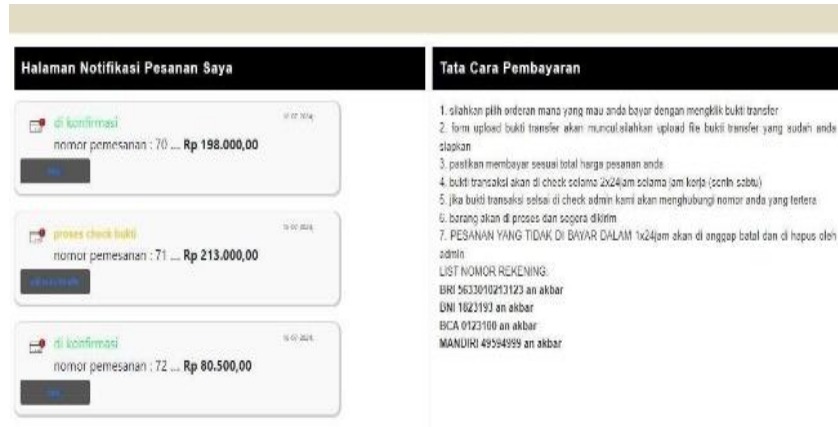 Halaman Notifikasi Pesanan Saya
di konfirmasi
nomor pemesanan : 70 .... Rp 198.000,00
proses check bukti
nomor pemesanan : 71 .... Rp 213.000,00
di konfirmasi
nomor pemesanan : 72 .... Rp 80.500,00
Tata Cara Pembayaran
1. silahkan pilih orderan mana yang mau anda bayar dengan mengklik bukti transfer
2. form upload bukti transfer akan muncul,silahkan upload file bukti transfer yang sudah anda
siapkan
3. pastikan membayar sesuai total harga pesanan anda
4. bukti transaksi akan di check selama 2x24jam selama jam kerja (senin sabtu)
5. jika bukti transaksi selsai di check admin kami akan menghubungi nomor anda yang tertera
6. barang akan di proses dan segera dikirim
7. PESANAN YANG TIDAK DI BAYAR DALAM 1x24jam akan di anggap batal dan di hapus oleh
admin
LIST NOMOR REKENING:
BRI 5633010213123 an akbar
BNI 1823193 an akbar
BCA 0123100 an akbar
MANDIRI 49594999 an akbar